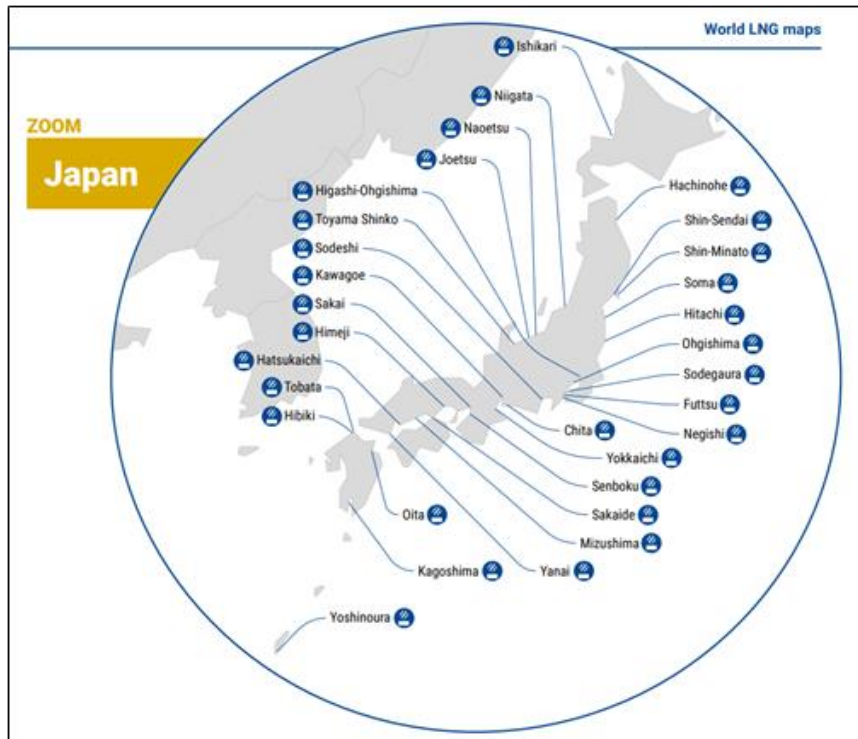 World LNG maps
ZOOM
Japan
Ishikari
Niigata
Naoetsu
Joetsu
Higashi-Ohgishima
Toyama Shinko
Sodeshi
Kawagoe
Sakai
Himeji
Hatsukaichi
Tobata
Hibiki
Hachinohe
Shin-Sendai
Shin-Minato
Soma
Hitachi
Ohgishima
Sodegaura
Futtsu
Negishi
Chita
Yokkaichi
Senboku
Sakaide
Mizushima
Yanai
Oita
Kagoshima
Yoshinoura